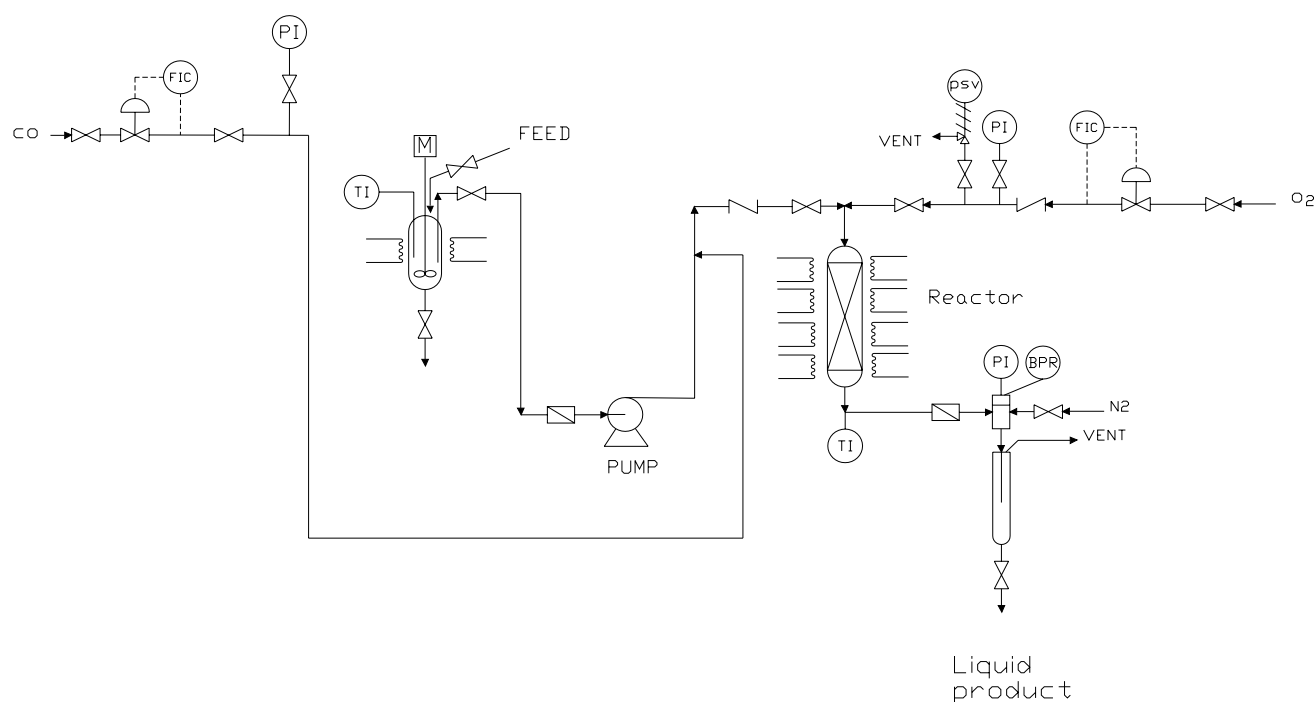 PI
FIC
CO
M
FEED
TI
psv
PI
FIC
VENT
O2
Reactor
PI
BPR
N2
VENT
TI
PUMP
Liquid
product